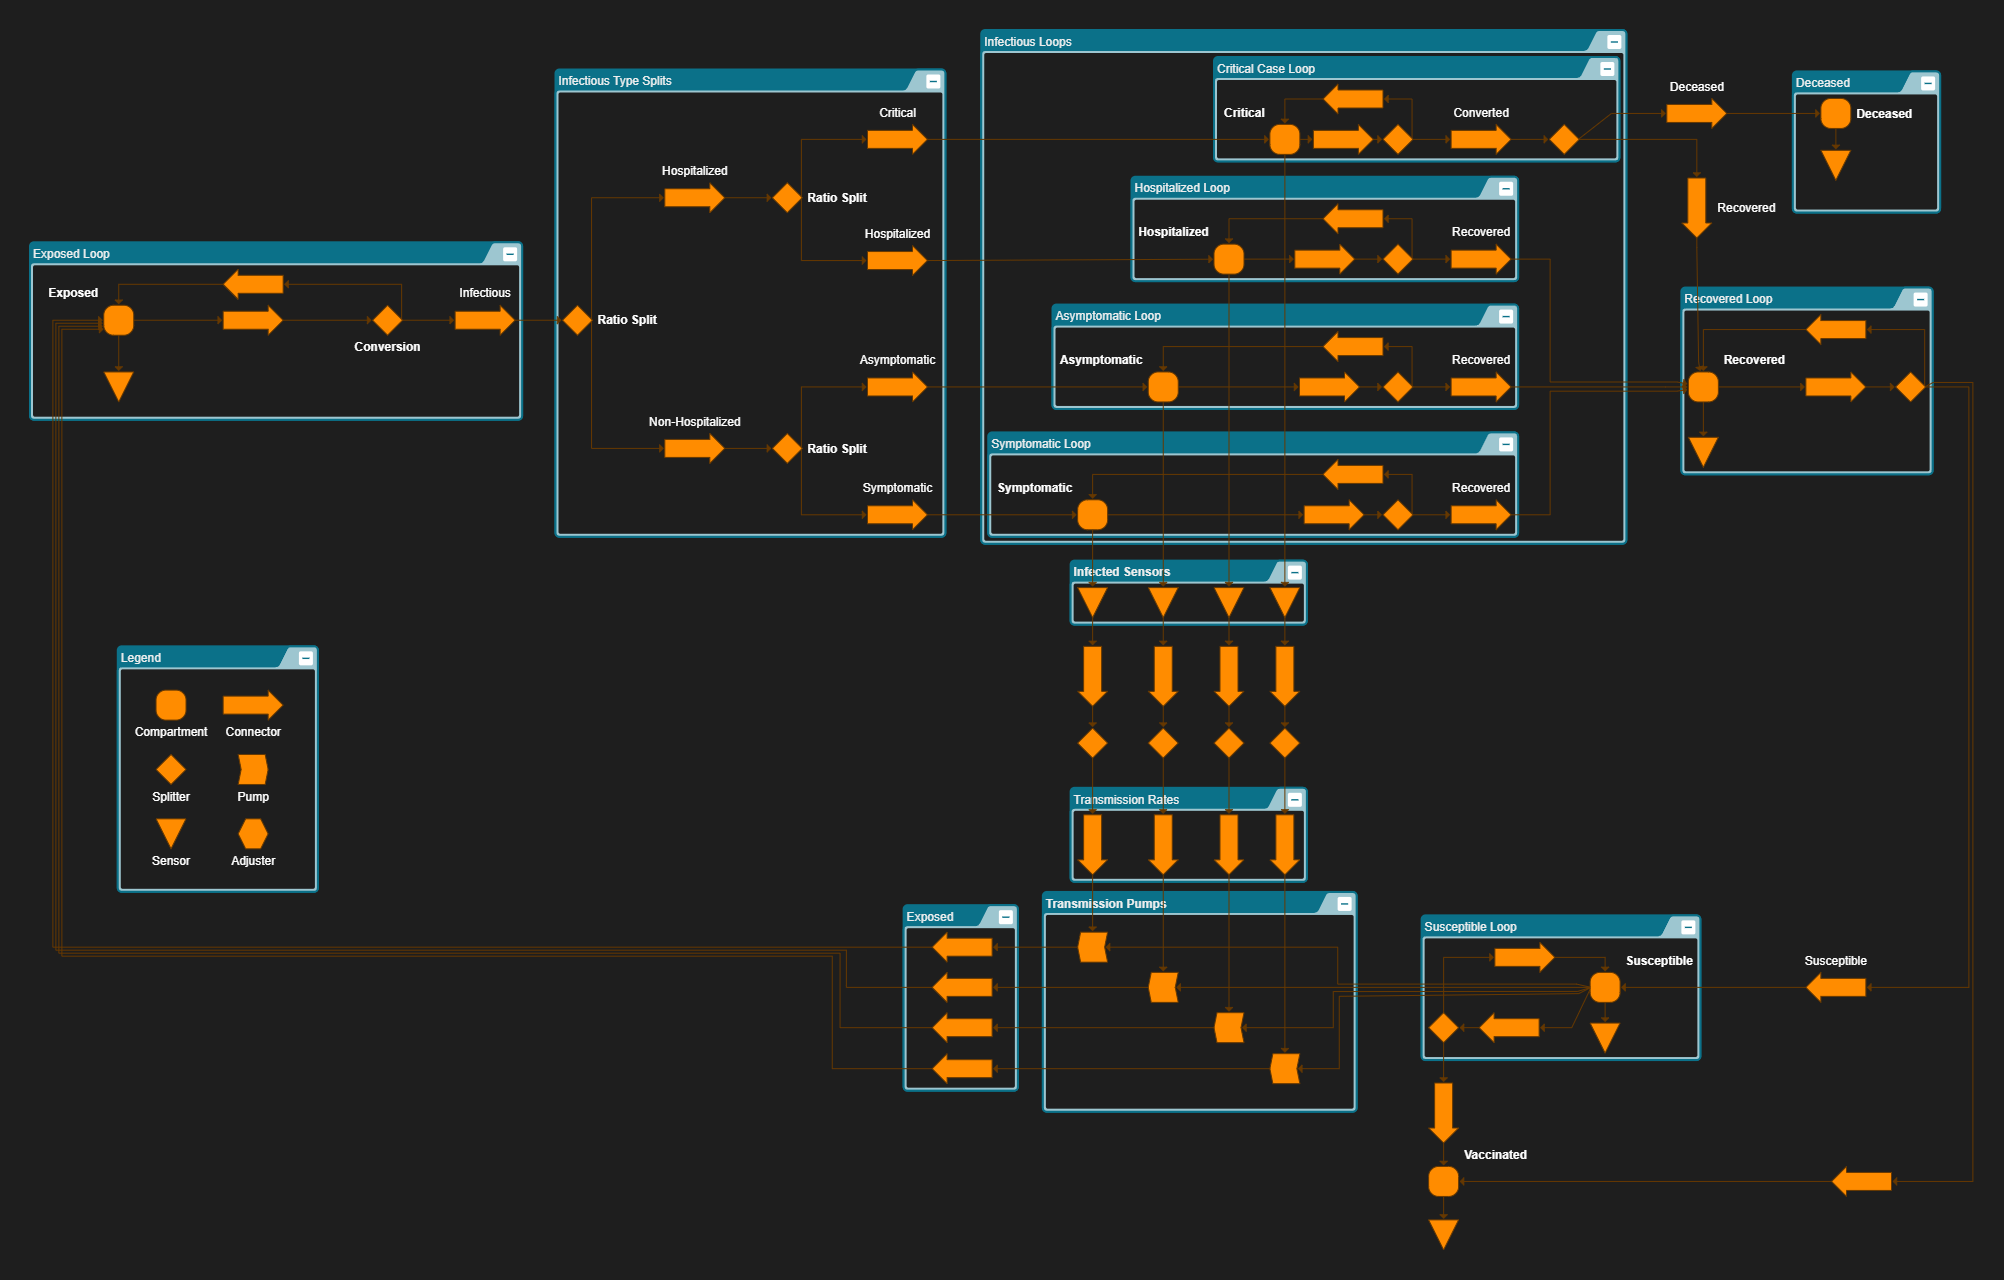 Infectious Loops
Critical Case Loop
Critical
Converted
Deceased
Deceased
Deceased
Infectious Type Splits
Critical
Hospitalized
Ratio Split
Hospitalized
Hospitalized Loop
Hospitalized
Recovered
Recovered
Exposed Loop
Exposed
Infectious
Conversion
Ratio Split
Asymptomatic
Non-Hospitalized
Ratio Split
Symptomatic
Asymptomatic Loop
Asymptomatic
Recovered
Recovered Loop
Recovered
Symptomatic Loop
Symptomatic
Recovered
Infected Sensors
Legend
Compartment
Connector
Splitter
Pump
Sensor
Adjuster
Transmission Rates
Exposed
Transmission Pumps
Susceptible Loop
Susceptible
Susceptible
Vaccinated